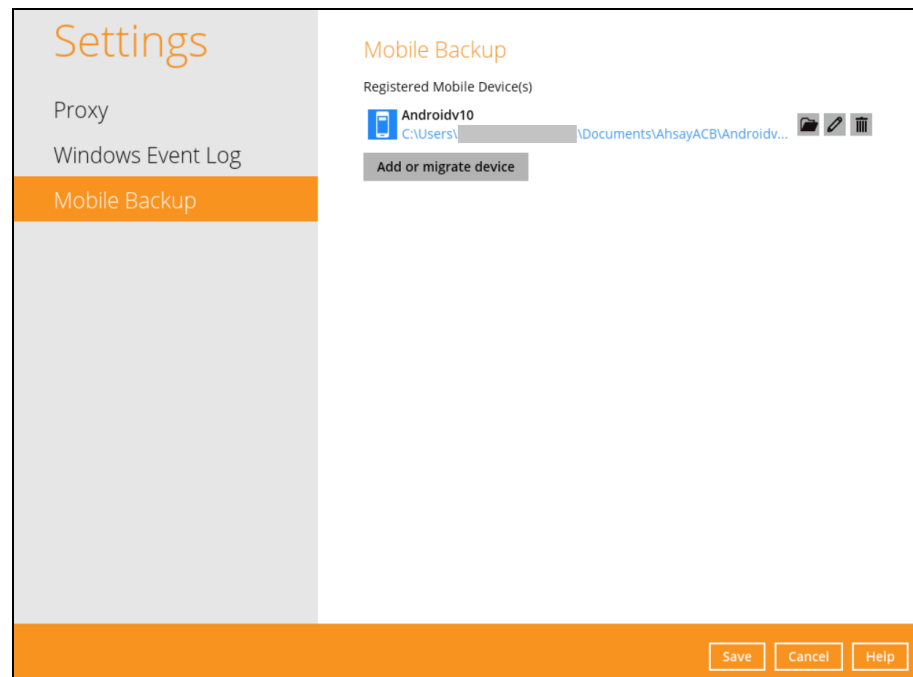 Settings
Proxy
Windows Event Log
Mobile Backup
Mobile Backup
Registered Mobile Device(s)
Androidv10
C:\Users\ \Documents\AhsayACB\Androidv...
Add or migrate device
Save
Cancel
Help